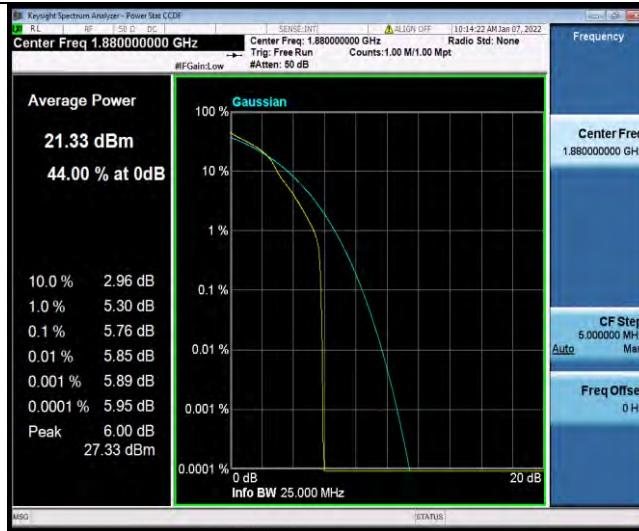 Keysight Spectrum Analyzer - Power Stat CCDF
RL RF 50 Ω DC SENSE:INT ALIGN OFF 10:14:22 AM Jan 07, 2022
Center Freq 1.880000000 GHz
Center Freq: 1.880000000 GHz Radio Std: None
Trig: Free Run Counts:1.00 M/1.00 Mpt
#IFGain:Low #Atten: 50 dB
Frequency
Average Power
21.33 dBm
44.00 % at 0dB
10.0 % 2.96 dB
1.0 % 5.30 dB
0.1 % 5.76 dB
0.01 % 5.85 dB
0.001 % 5.89 dB
0.0001 % 5.95 dB
Peak 6.00 dB
27.33 dBm
Gaussian
100 %
10 %
1 %
0.1 %
0.01 %
0.001 %
0.0001 %
0 dB 20 dB
Info BW 25.000 MHz
Center Fre
1.880000000 GH
CF Step
5.000000 MH
Auto Ma
Freq Offse
0 H
MSG STATUS